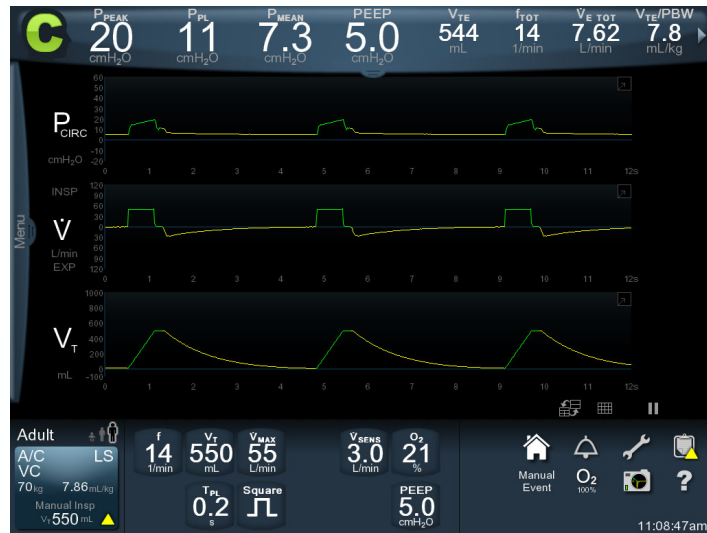 C
PPEAK PPL PMEAN PEEP VTE fTOT V̇E TOT VTE/PBW
20 11 7.3 5.0 544 14 7.62 7.8
cmH2O cmH2O cmH2O cmH2O mL 1/min L/min mL/kg
Menu
PCIRC
cmH2O
60
50
40
30
20
10
0
-10
-20
0 1 2 3 4 5 6 7 8 9 10 11 12s
INSP
V̇
L/min
EXP
120
90
60
30
0
30
60
90
120
0 1 2 3 4 5 6 7 8 9 10 11 12s
VT
mL
1000
800
600
400
200
-100
0 1 2 3 4 5 6 7 8 9 10 11 12s
Adult
A/C LS
VC
70kg 7.86mL/kg
Manual Insp
VT550 mL
f VT V̇MAX V̇SENS O2
14 550 55 3.0 21
1/min mL L/min L/min %
TPL Square PEEP
0.2 5.0
s cmH2O
Manual
Event
O2
100%
?
11:08:47am